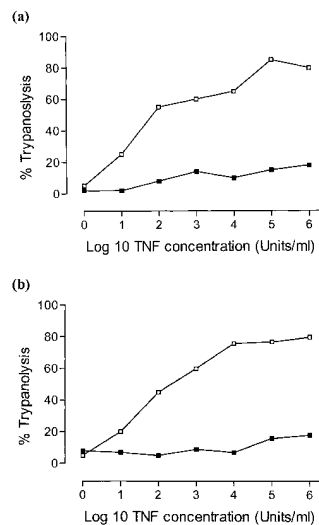 (a)
100
80
60
40
20
0
% Trypanoslysis
0 1 2 3 4 5 6
Log 10 TNF concentration (Units/ml)
(b)
100
80
60
40
20
0
% Trypanolysis
0 1 2 3 4 5 6
Log 10 TNF concentration (Units/ml)